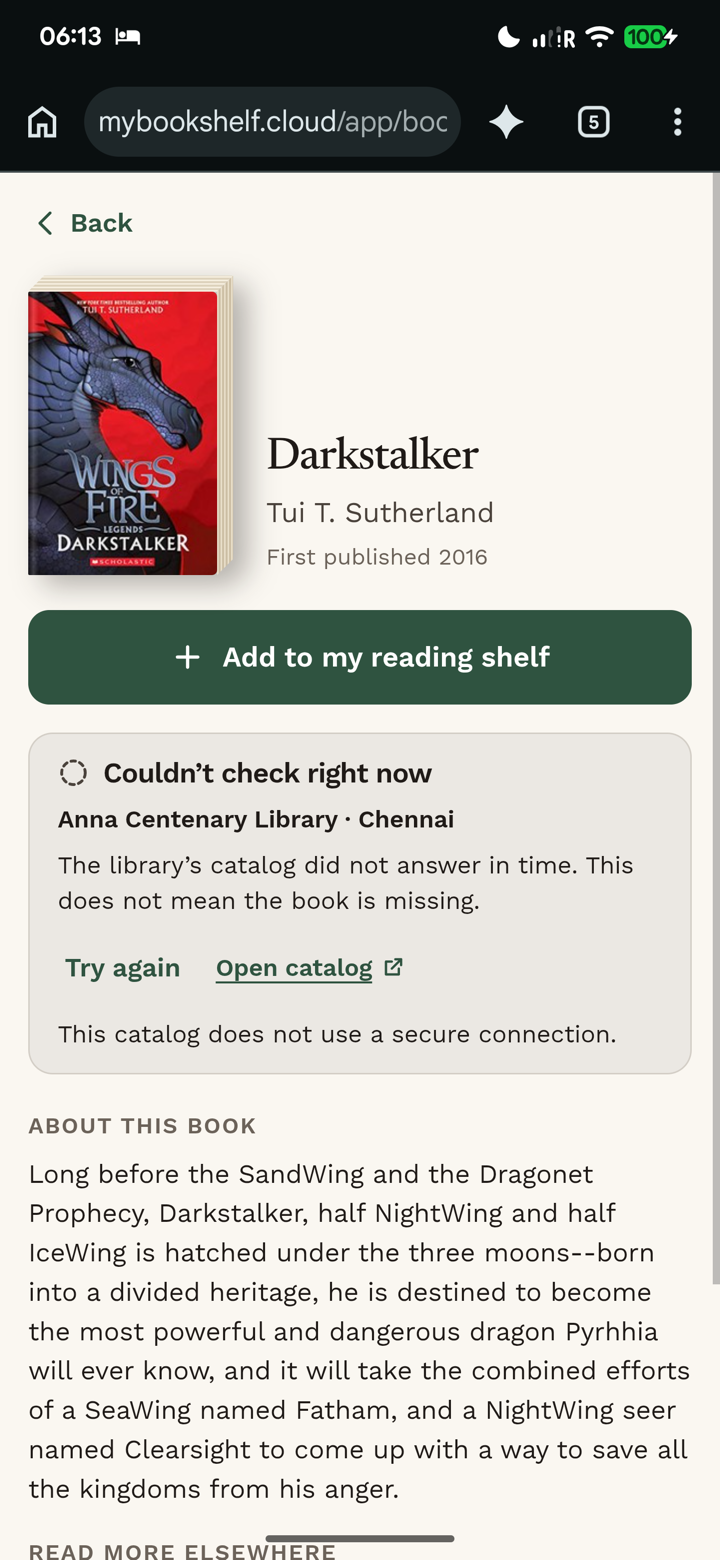 06:13
R
100
mybookshelf.cloud/app/boo
5
Back
NEW YORK TIMES BESTSELLING AUTHOR
TUI T. SUTHERLAND
WINGS
OF
FIRE
LEGENDS
DARKSTALKER
SCHOLASTIC
Darkstalker
Tui T. Sutherland
First published 2016
+ Add to my reading shelf
Couldn’t check right now
Anna Centenary Library · Chennai
The library’s catalog did not answer in time. This
does not mean the book is missing.
Try again Open catalog
This catalog does not use a secure connection.
ABOUT THIS BOOK
Long before the SandWing and the Dragonet
Prophecy, Darkstalker, half NightWing and half
IceWing is hatched under the three moons--born
into a divided heritage, he is destined to become
the most powerful and dangerous dragon Pyrhhia
will ever know, and it will take the combined efforts
of a SeaWing named Fatham, and a NightWing seer
named Clearsight to come up with a way to save all
the kingdoms from his anger.
READ MORE ELSEWHERE